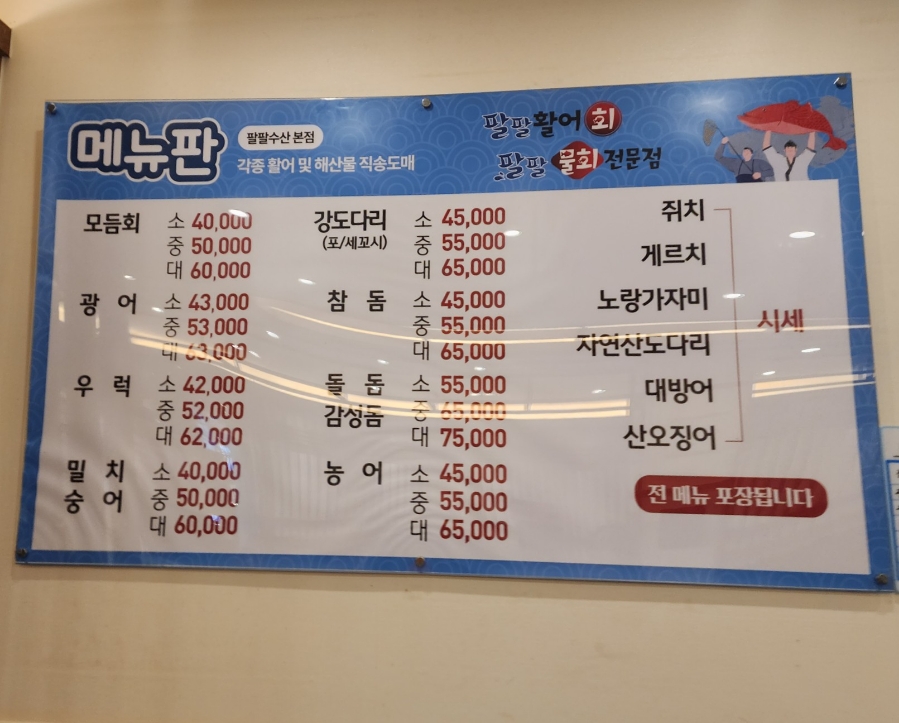 메뉴판
팔팔수산 본점
각종 활어 및 해산물 직송도매
팔팔활어회
팔팔물회전문점
모듬회 소 40,000
중 50,000
대 60,000
광어 소 43,000
중 53,000
대 63,000
우럭 소 42,000
중 52,000
대 62,000
밀치 소 40,000
숭어 중 50,000
대 60,000
강도다리 소 45,000
(포/세꼬시) 중 55,000
대 65,000
참돔 소 45,000
중 55,000
대 65,000
돌돔 소 55,000
감성돔 중 65,000
대 75,000
농어 소 45,000
중 55,000
대 65,000
쥐치
게르치
노랑가자미
자연산도다리
대방어
산오징어
시세
전 메뉴 포장됩니다